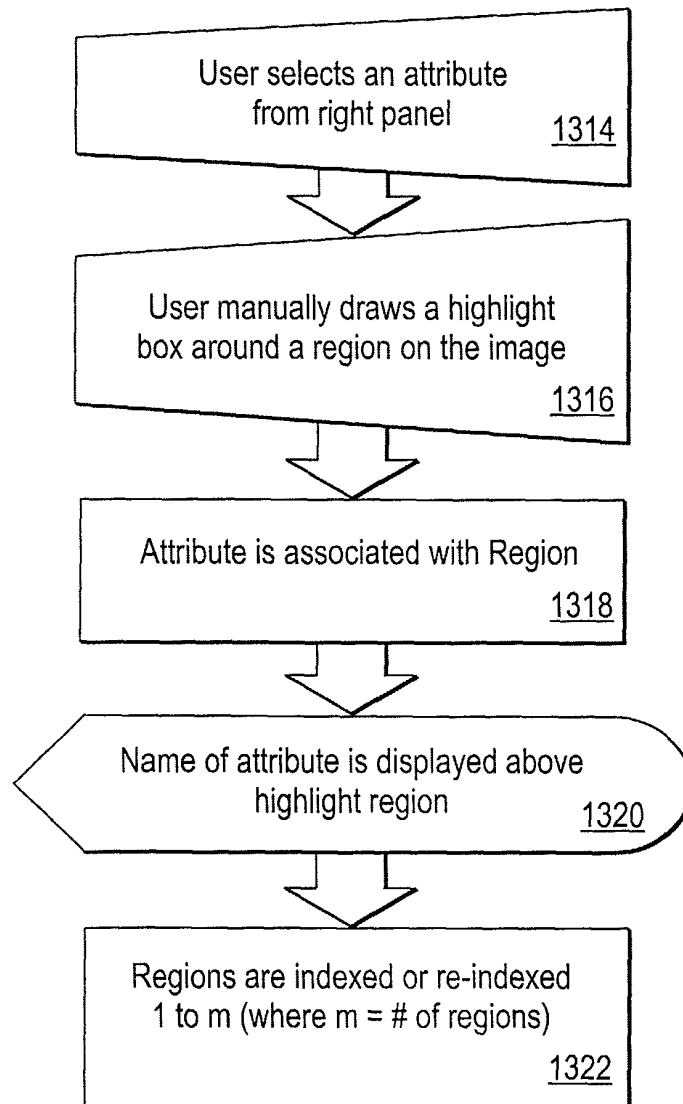 User selects an attribute
from right panel
1314
User manually draws a highlight
box around a region on the image
1316
Attribute is associated with Region
1318
Name of attribute is displayed above
highlight region
1320
Regions are indexed or re-indexed
1 to m (where m = # of regions)
1322